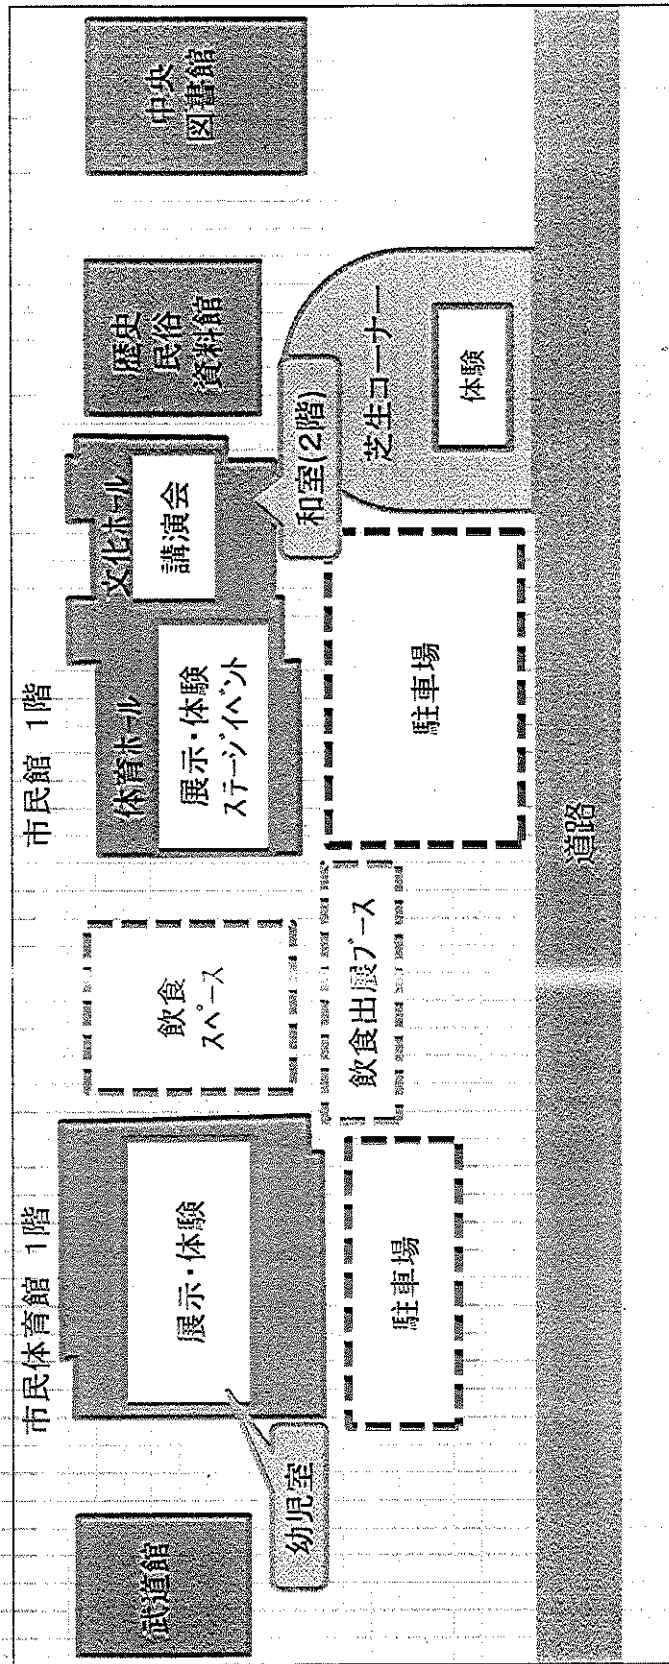 市民体育館 1階
市民館 1階
武道館
幼児室
展示・体験
駐車場
飲食
スペース
飲食出展ブース
体育ホール
展示・体験
ステージイベント
文化ホール
講演会
和室(2階)
駐車場
歴史
民俗
資料館
中央
図書館
芝生コーナー
体験
道路